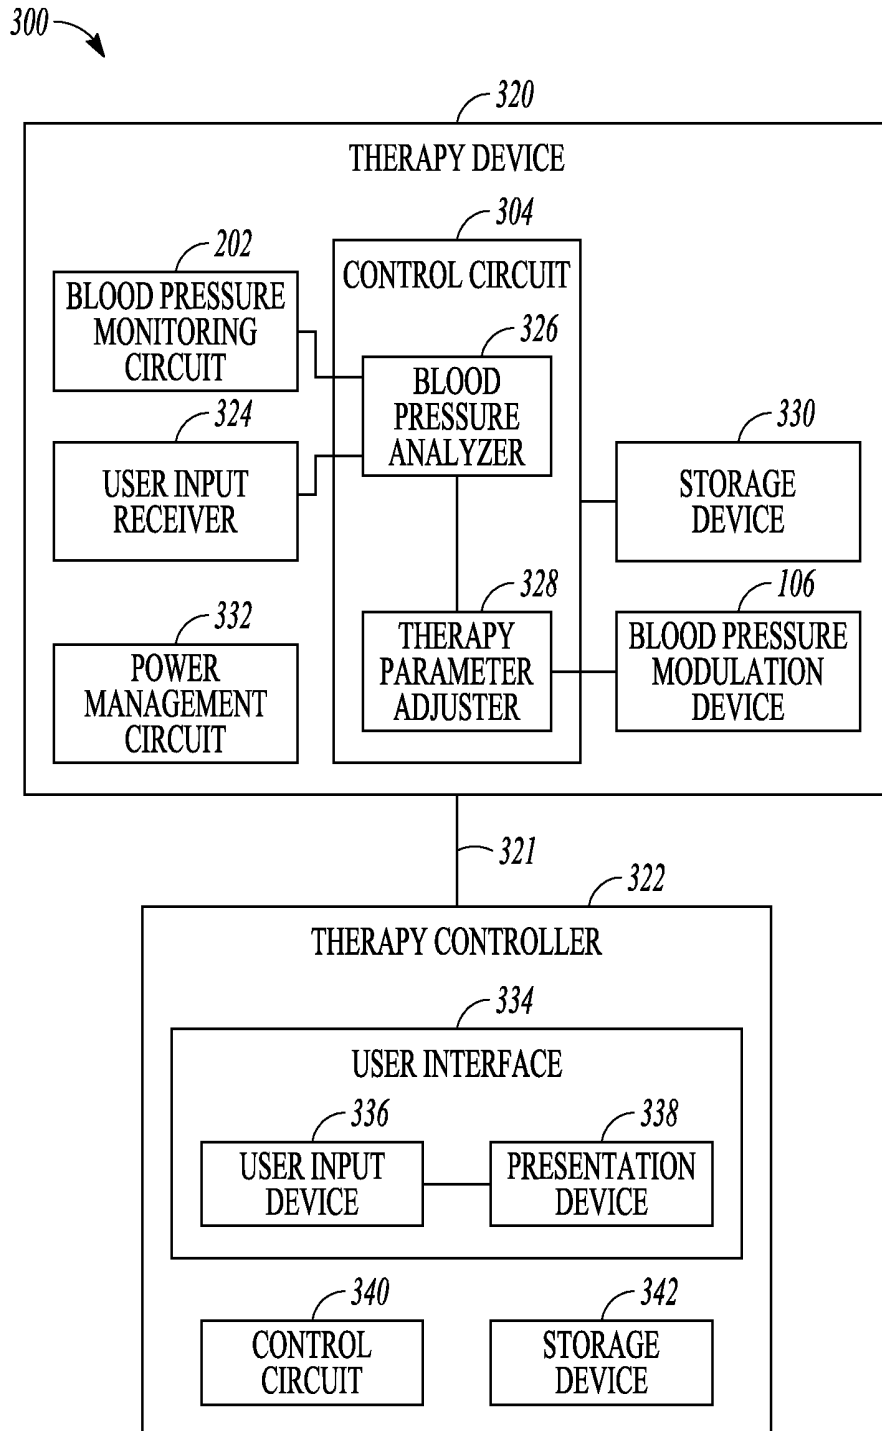 300
320
THERAPY DEVICE
202
BLOOD PRESSURE
MONITORING
CIRCUIT
304
CONTROL CIRCUIT
326
BLOOD
PRESSURE
ANALYZER
324
USER INPUT
RECEIVER
330
STORAGE
DEVICE
332
POWER
MANAGEMENT
CIRCUIT
328
THERAPY
PARAMETER
ADJUSTER
106
BLOOD PRESSURE
MODULATION
DEVICE
321
322
THERAPY CONTROLLER
334
USER INTERFACE
336
USER INPUT
DEVICE
338
PRESENTATION
DEVICE
340
CONTROL
CIRCUIT
342
STORAGE
DEVICE